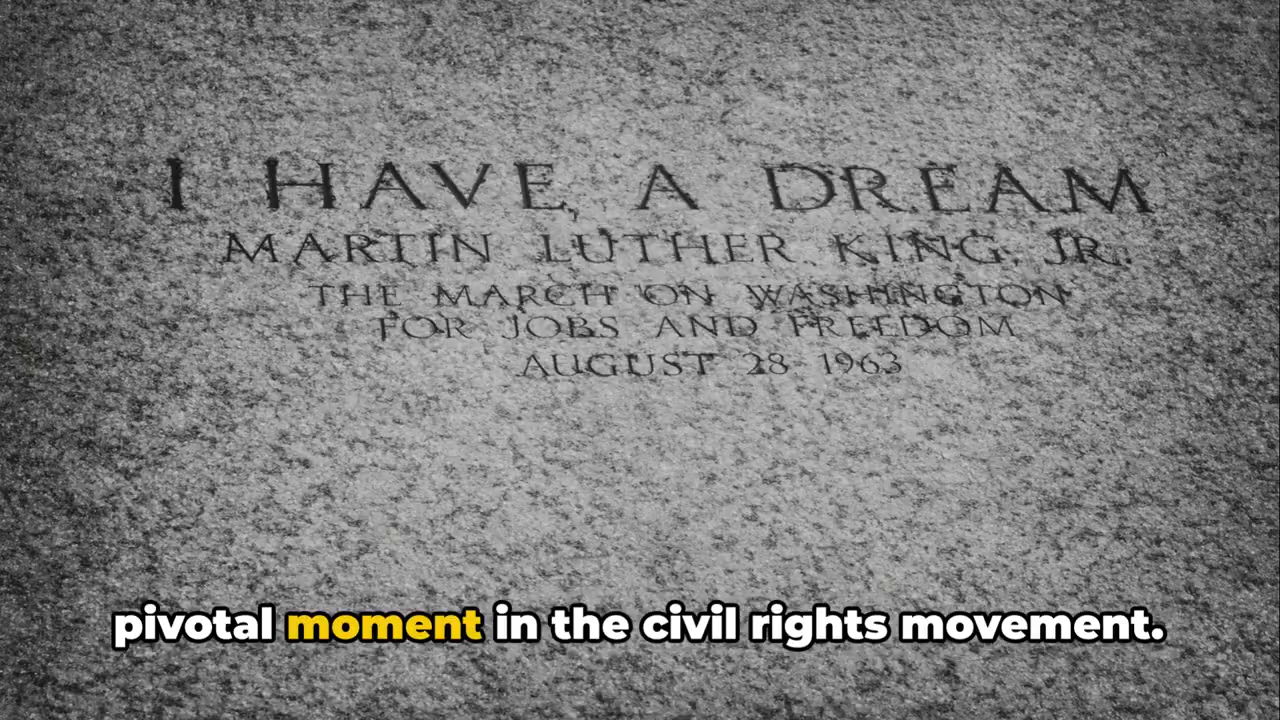 I HAVE A DREAM
MARTIN LUTHER KING, JR.
THE MARCH ON WASHINGTON
FOR JOBS AND FREEDOM
AUGUST 28 1963
pivotal moment in the civil rights movement.